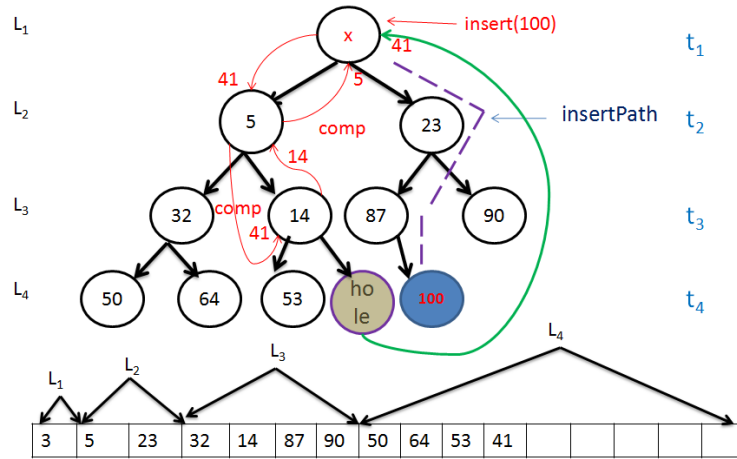 L1 x insert(100)
41 41 t1
5
L2 5 23 insertPath t2
comp
14
L3 32 14 87 90 t3
comp
41
L4 50 64 53 ho
le 100 t4
L4
L3
L2
L1
3 5 23 32 14 87 90 50 64 53 41